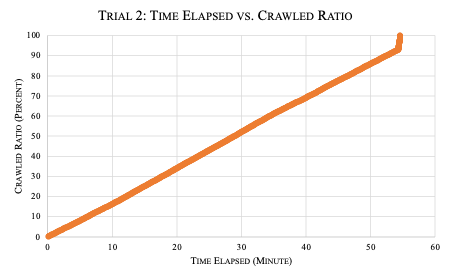 TRIAL 2: TIME ELAPSED VS. CRAWLED RATIO
CRAWLED RATIO (PERCENT)
100
90
80
70
60
50
40
30
20
10
0
0 10 20 30 40 50 60
TIME ELAPSED (MINUTE)